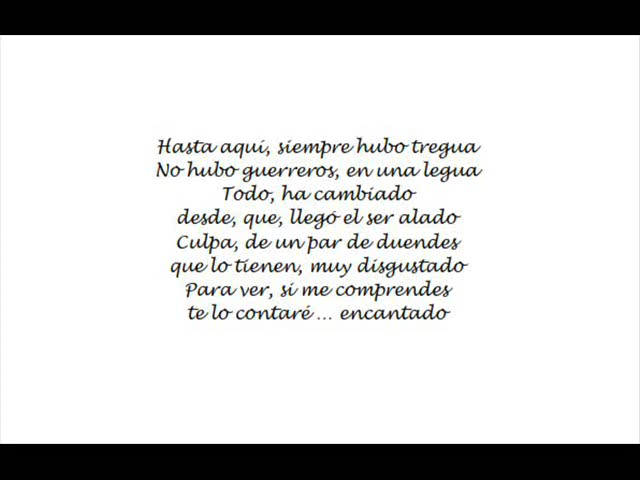 Hasta aquí, siempre hubo tregua
No hubo guerreros, en una legua
Todo, ha cambiado
desde, que, llegó el ser alado
Culpa, de un par de duendes
que lo tienen, muy disgustado
Para ver, si me comprendes
te lo contaré ... encantado